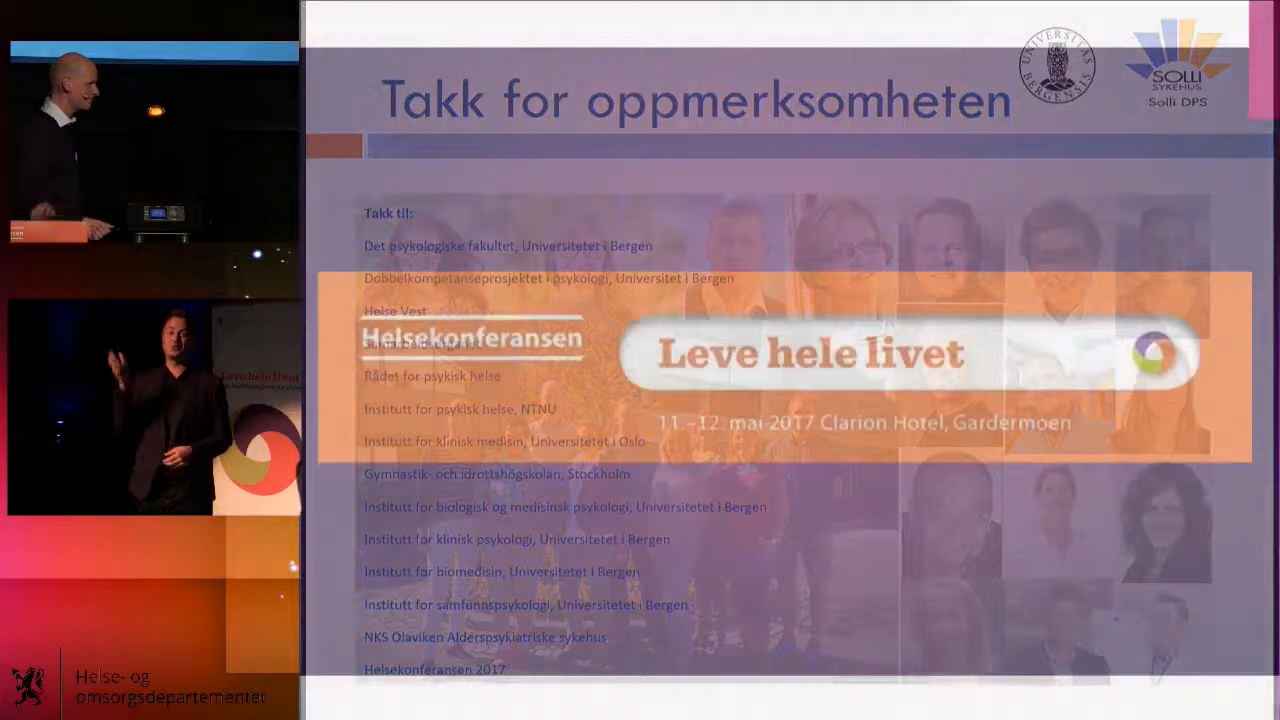 Takk for oppmerksomheten
UNIVERSITAS
BERGENSIS
SOLLI
SYKEHUS
Solli DPS
Takk til:
Det psykologiske fakultet, Universitetet i Bergen
Dobbelkompetanseprosjektet i psykologi, Universitet i Bergen
Helse Vest
Helsekonferansen
Leve hele livet
Rådet for psykisk helse
Institutt for psykisk helse, NTNU
11.–12. mai 2017 Clarion Hotel, Gardermoen
Institutt for klinisk medisin, Universitetet i Oslo
Gymnastik- och idrottshögskolan, Stockholm
Institutt for biologisk og medisinsk psykologi, Universitetet i Bergen
Institutt for klinisk psykologi, Universitetet i Bergen
Institutt for biomedisin, Universitetet i Bergen
Institutt for samfunnspsykologi, Universitetet i Bergen
NKS Olaviken Alderspsykiatriske sykehus
Helsekonferansen 2017
Leve hele livet
Helse- og
omsorgsdepartementet